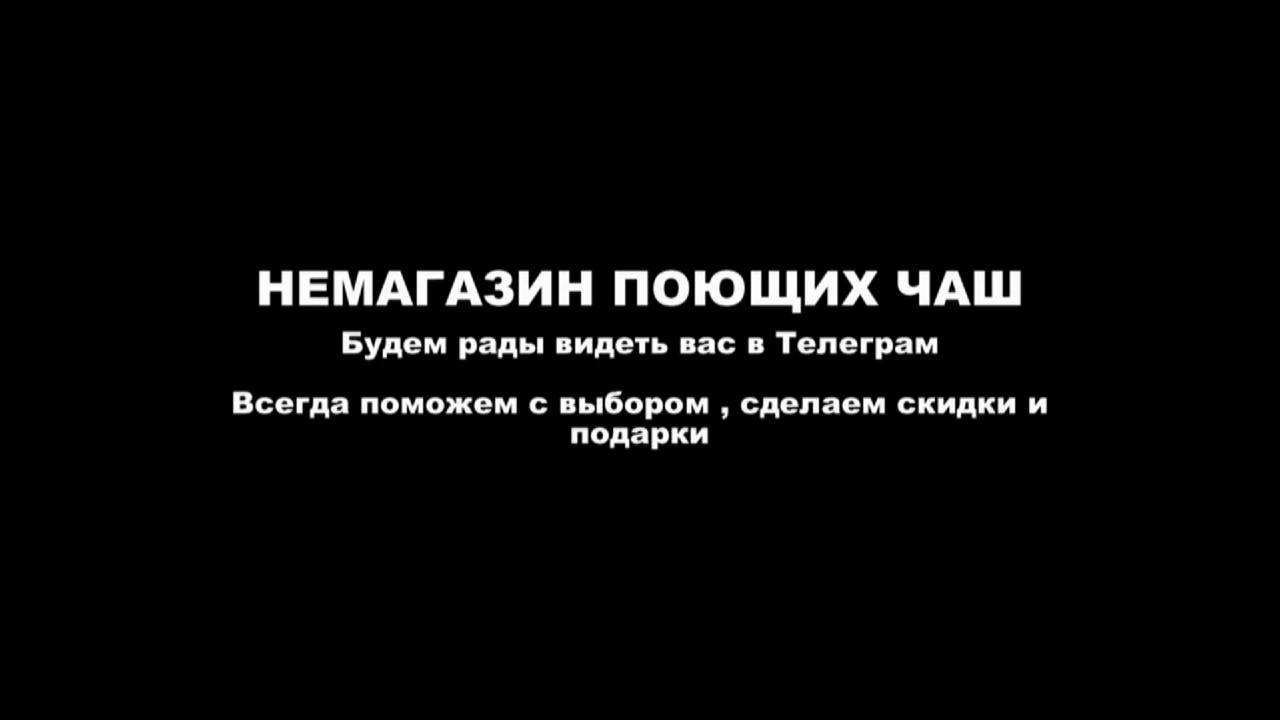 НЕМАГАЗИН ПОЮЩИХ ЧАШ
Будем рады видеть вас в Телеграм
Всегда поможем с выбором , сделаем скидки и
подарки